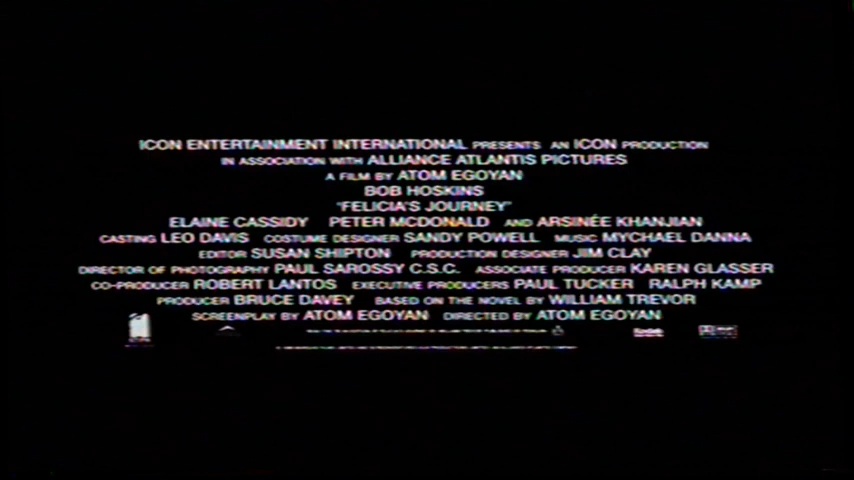 ICON ENTERTAINMENT INTERNATIONAL PRESENTS AN ICON PRODUCTION
IN ASSOCIATION WITH ALLIANCE ATLANTIS PICTURES
A FILM BY ATOM EGOYAN
BOB HOSKINS
"FELICIA'S JOURNEY"
ELAINE CASSIDY PETER MCDONALD AND ARSINÉE KHANJIAN
CASTING LEO DAVIS COSTUME DESIGNER SANDY POWELL MUSIC MYCHAEL DANNA
EDITOR SUSAN SHIPTON PRODUCTION DESIGNER JIM CLAY
DIRECTOR OF PHOTOGRAPHY PAUL SAROSSY C.S.C. ASSOCIATE PRODUCER KAREN GLASSER
CO-PRODUCER ROBERT LANTOS EXECUTIVE PRODUCERS PAUL TUCKER RALPH KAMP
PRODUCER BRUCE DAVEY BASED ON THE NOVEL BY WILLIAM TREVOR
SCREENPLAY BY ATOM EGOYAN DIRECTED BY ATOM EGOYAN
Kodak